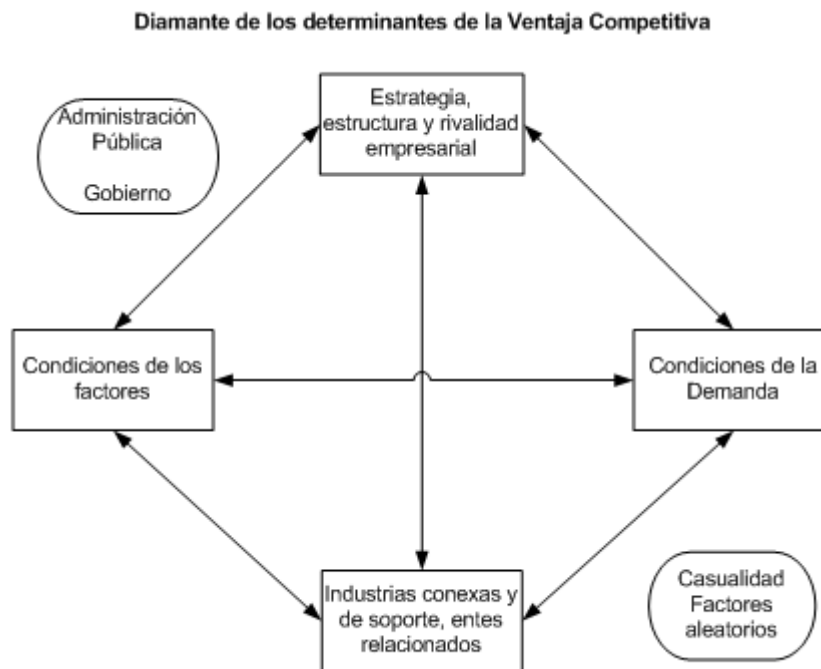 Diamante de los determinantes de la Ventaja Competitiva
Administración
Pública
Gobierno
Estrategia,
estructura y rivalidad
empresarial
Condiciones de los
factores
Condiciones de la
Demanda
Industrias conexas y
de soporte, entes
relacionados
Casualidad
Factores
aleatorios